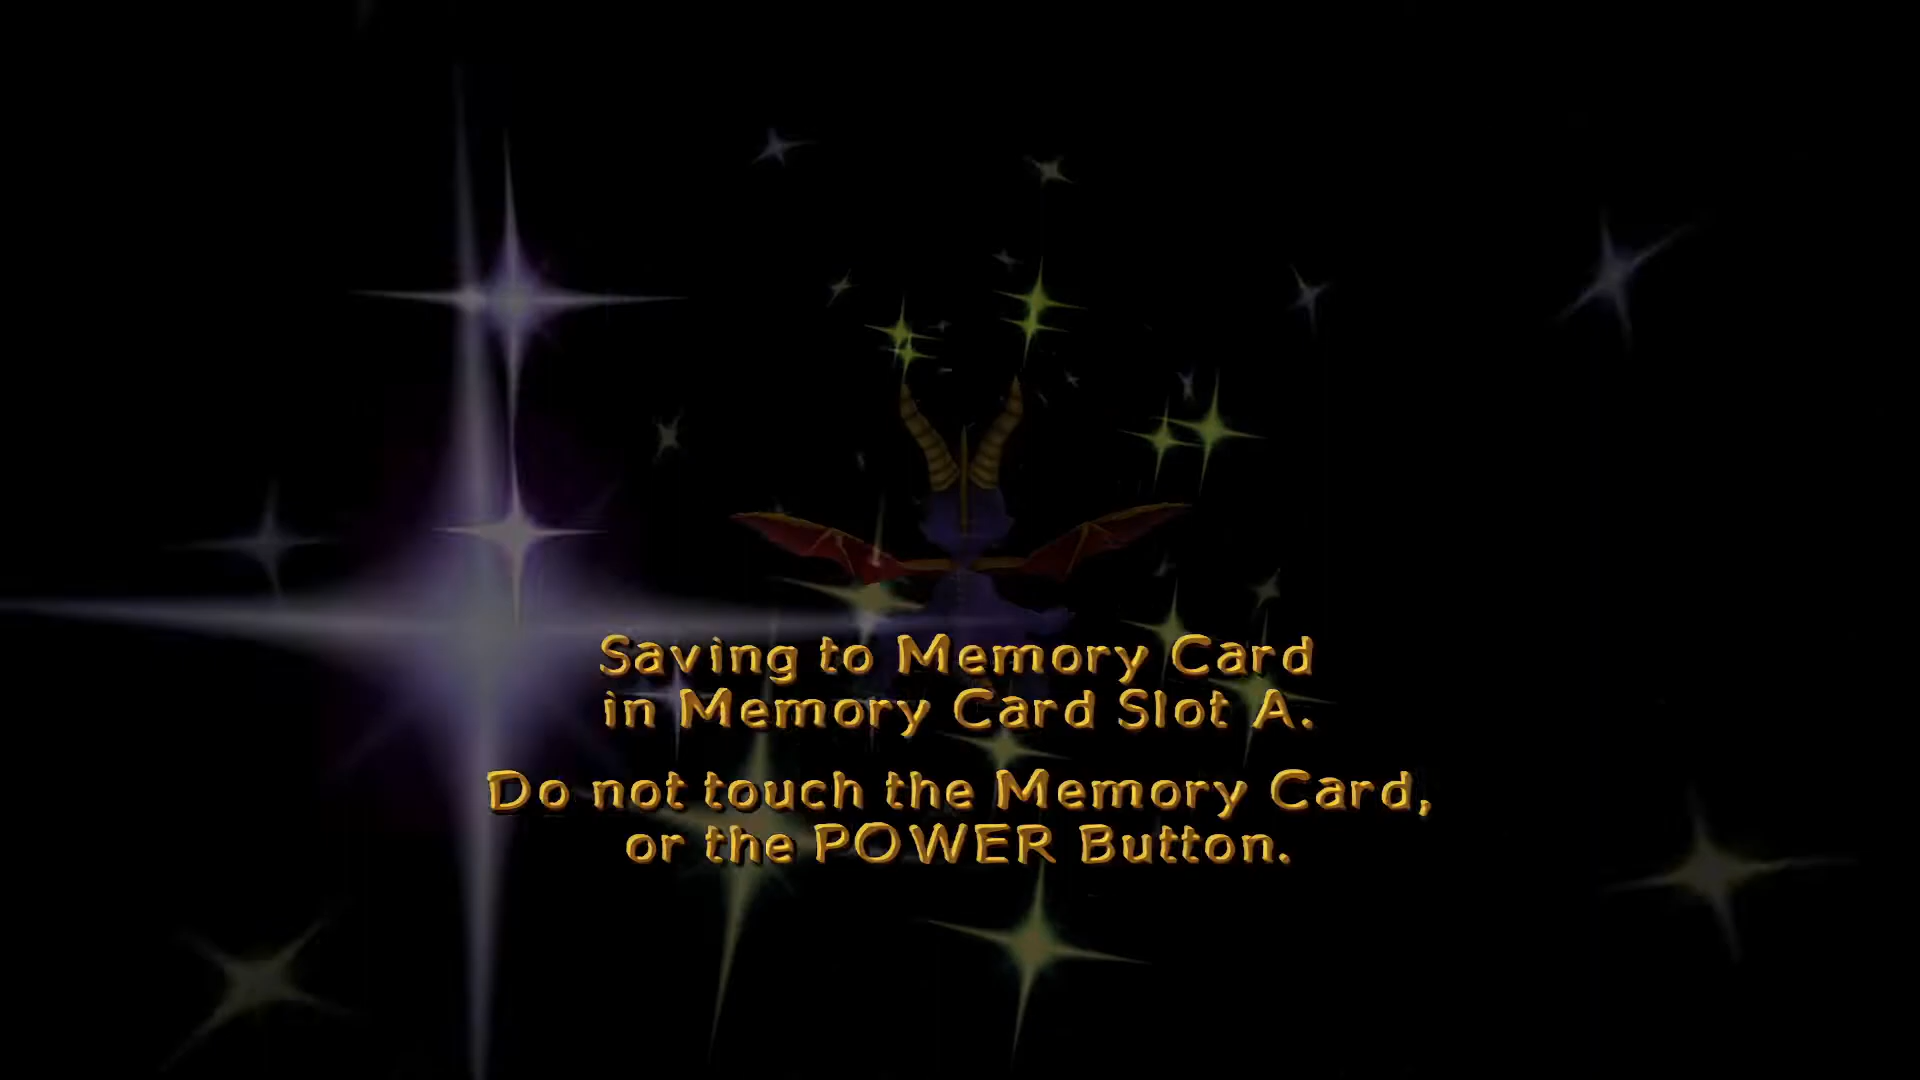 Saving to Memory Card
in Memory Card Slot A.
Do not touch the Memory Card,
or the POWER Button.